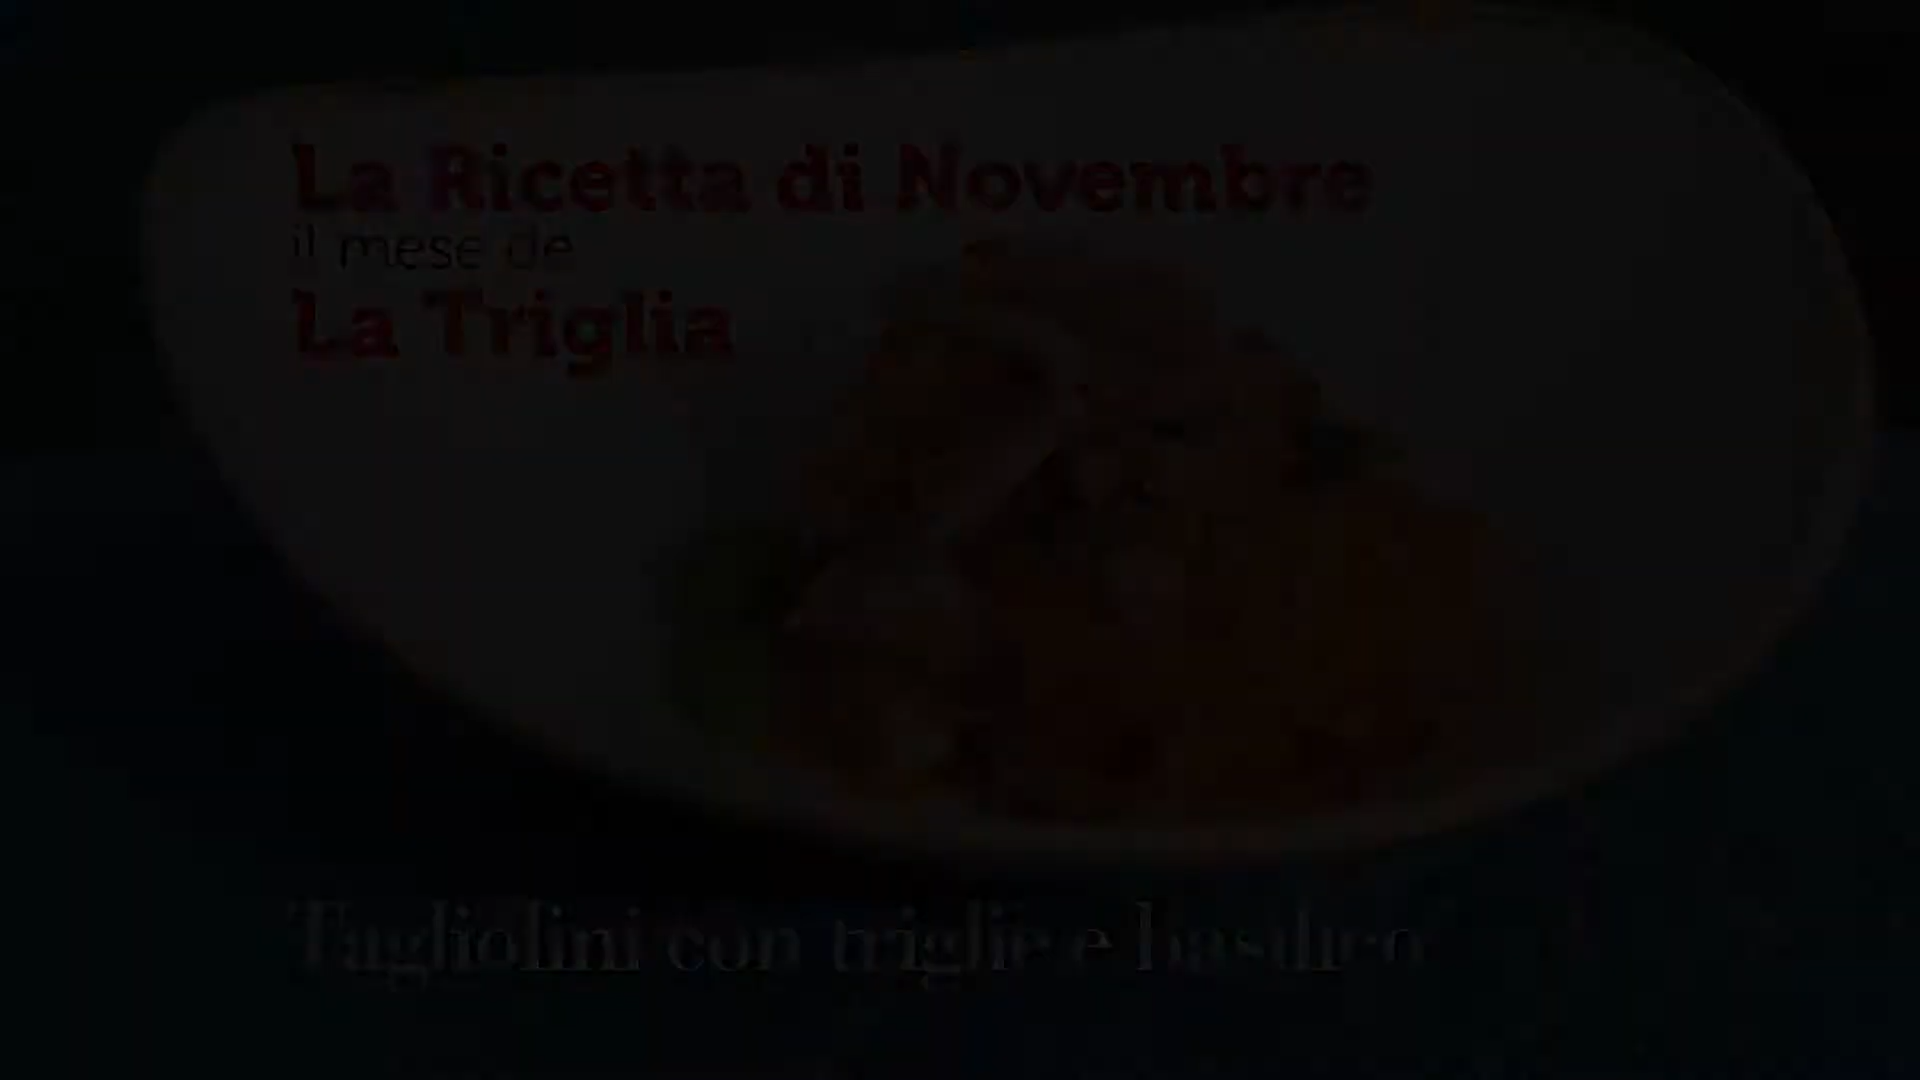 La Ricetta di Novembre
il mese de
La Triglia
Tagliolini con triglie e basilico